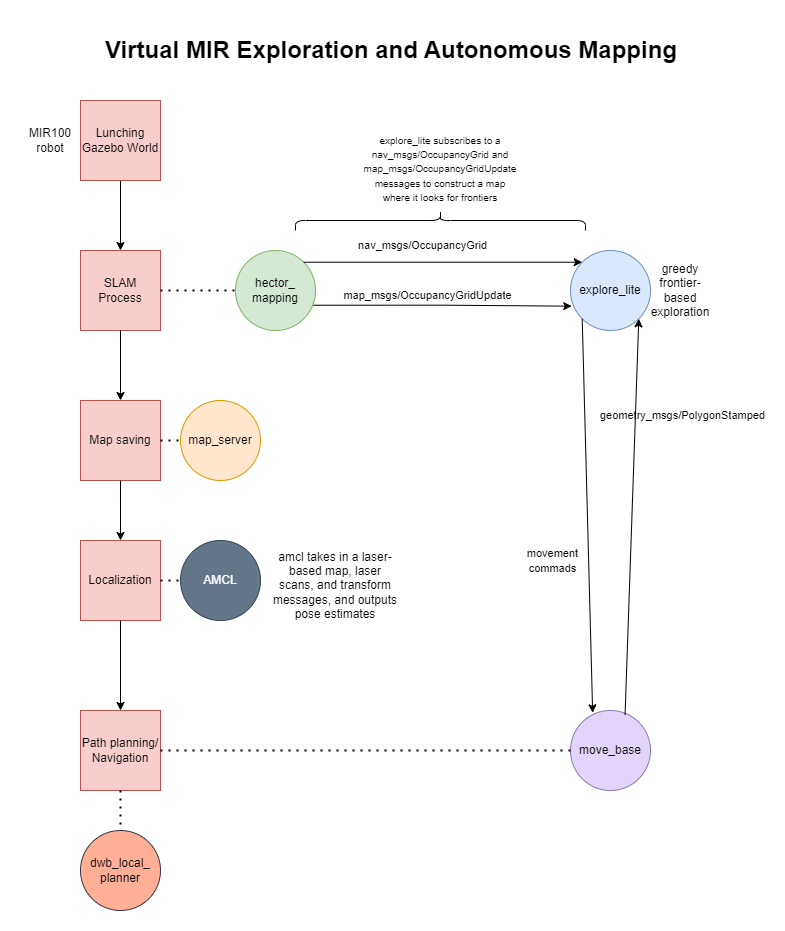 Virtual MIR Exploration and Autonomous Mapping
MIR100
robot
Lunching
Gazebo World
explore_lite subscribes to a
nav_msgs/OccupancyGrid and
map_msgs/OccupancyGridUpdate
messages to construct a map
where it looks for frontiers
nav_msgs/OccupancyGrid
SLAM
Process
hector_
mapping
map_msgs/OccupancyGridUpdate
explore_lite
greedy
frontier-
based
exploration
Map saving
map_server
geometry_msgs/PolygonStamped
Localization
AMCL
amcl takes in a laser-
based map, laser
scans, and transform
messages, and outputs
pose estimates
movement
commads
Path planning/
Navigation
move_base
dwb_local_
planner